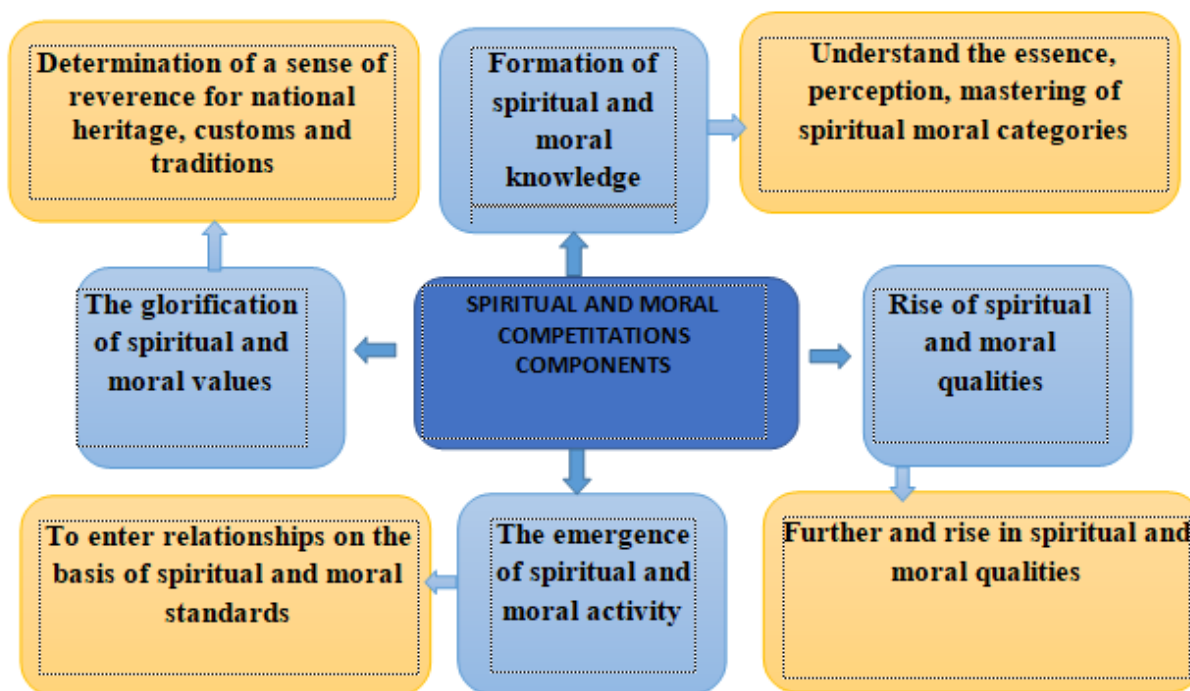 Determination of a sense of
reverence for national
heritage, customs and
traditions
Formation of
spiritual and
moral
knowledge
Understand the essence,
perception, mastering of
spiritual moral categories
The glorification
of spiritual and
moral values
SPIRITUAL AND MORAL
COMPETITATIONS
COMPONENTS
Rise of spiritual
and moral
qualities
To enter relationships on the
basis of spiritual and moral
standards
The emergence
of spiritual and
moral activity
Further and rise in spiritual and
moral qualities